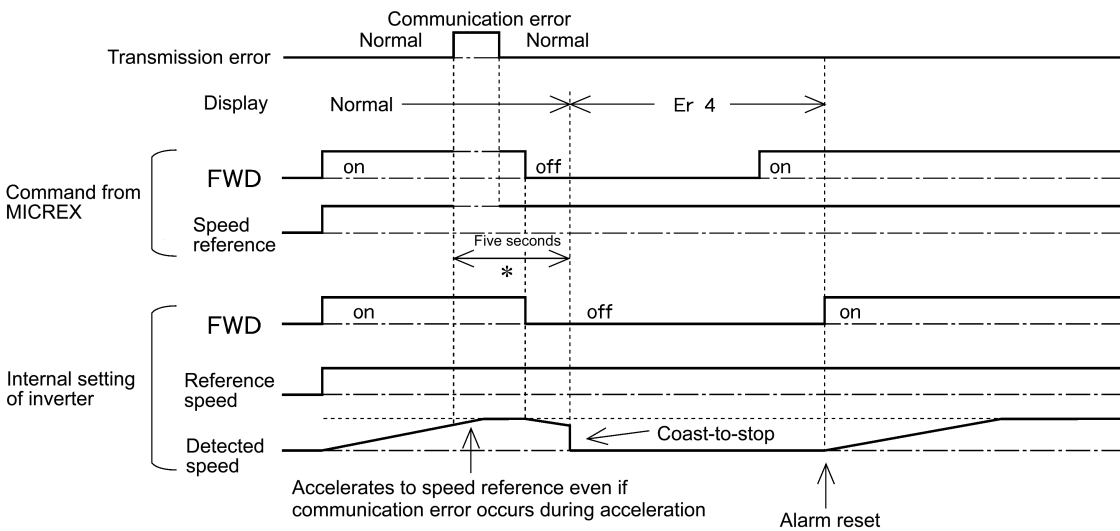 Communication error
Normal Normal
Transmission error
Display Normal Er 4
on off on
FWD
Command from
MICREX
Speed
reference
Five seconds
*
on off on
FWD
Internal setting
of inverter
Reference
speed
Coast-to-stop
Detected
speed
Accelerates to speed reference even if
communication error occurs during acceleration
Alarm reset